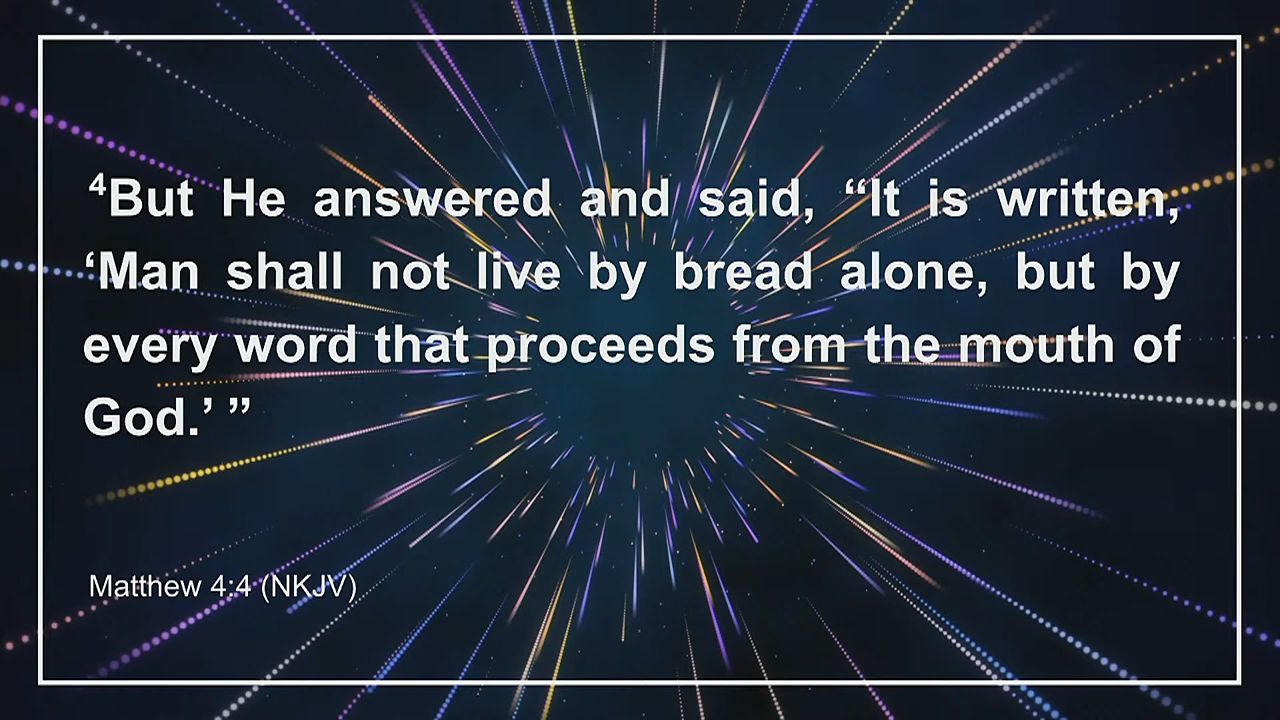 ⁴But He answered and said, “It is written,
‘Man shall not live by bread alone, but by
every word that proceeds from the mouth of
God.’ ”
Matthew 4:4 (NKJV)